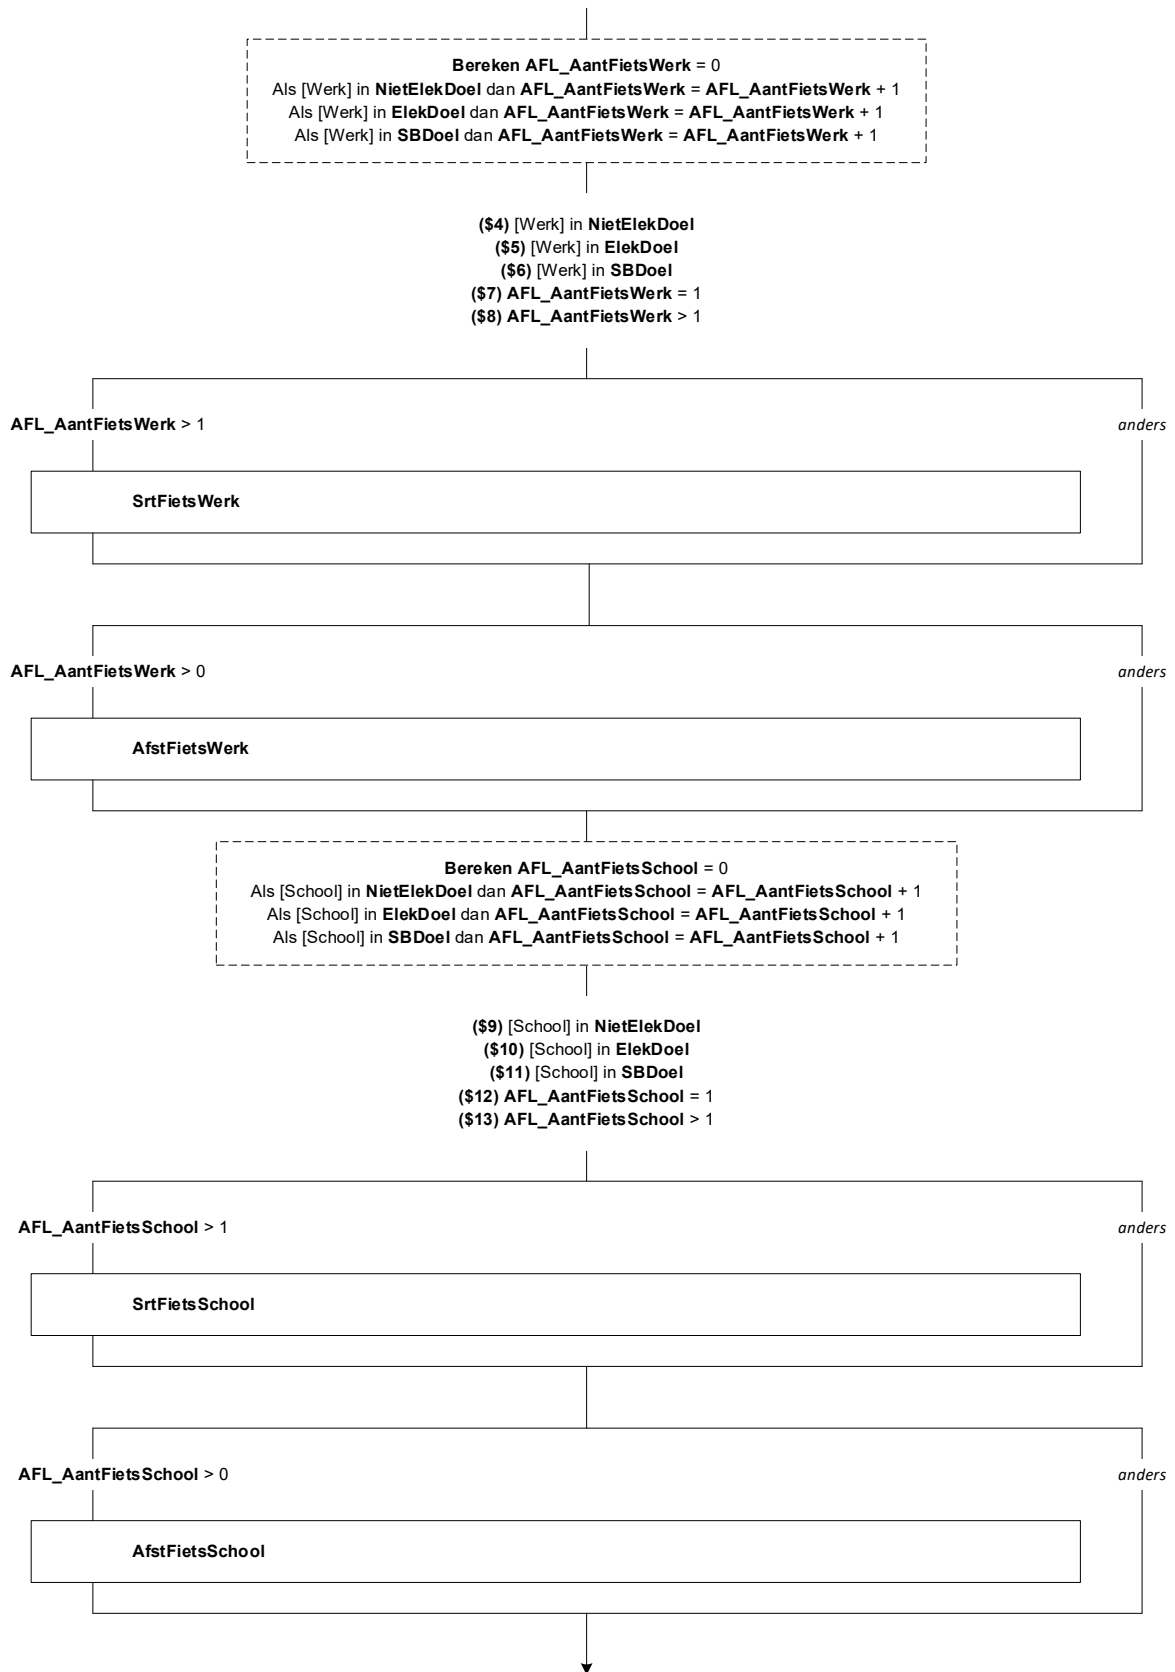 Bereken AFL_AantFietsWerk = 0
Als [Werk] in NietElekDoel dan AFL_AantFietsWerk = AFL_AantFietsWerk + 1
Als [Werk] in ElekDoel dan AFL_AantFietsWerk = AFL_AantFietsWerk + 1
Als [Werk] in SBDoel dan AFL_AantFietsWerk = AFL_AantFietsWerk + 1
($4) [Werk] in NietElekDoel
($5) [Werk] in ElekDoel
($6) [Werk] in SBDoel
($7) AFL_AantFietsWerk = 1
($8) AFL_AantFietsWerk > 1
AFL_AantFietsWerk > 1
anders
SrtFietsWerk
AFL_AantFietsWerk > 0
anders
AfstFietsWerk
Bereken AFL_AantFietsSchool = 0
Als [School] in NietElekDoel dan AFL_AantFietsSchool = AFL_AantFietsSchool + 1
Als [School] in ElekDoel dan AFL_AantFietsSchool = AFL_AantFietsSchool + 1
Als [School] in SBDoel dan AFL_AantFietsSchool = AFL_AantFietsSchool + 1
($9) [School] in NietElekDoel
($10) [School] in ElekDoel
($11) [School] in SBDoel
($12) AFL_AantFietsSchool = 1
($13) AFL_AantFietsSchool > 1
AFL_AantFietsSchool > 1
anders
SrtFietsSchool
AFL_AantFietsSchool > 0
anders
AfstFietsSchool